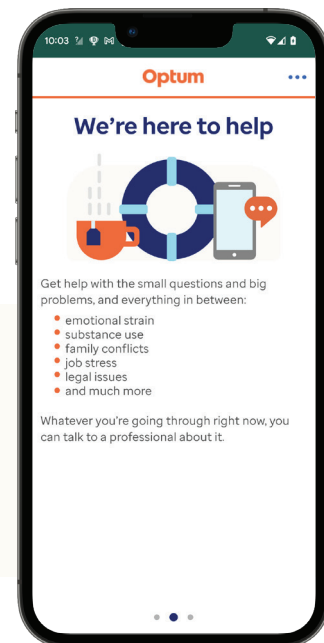 10:03
Optum
We're here to help
Get help with the small questions and big
problems, and everything in between:
emotional strain
substance use
family conflicts
job stress
legal issues
and much more
Whatever you're going through right now, you
can talk to a professional about it.